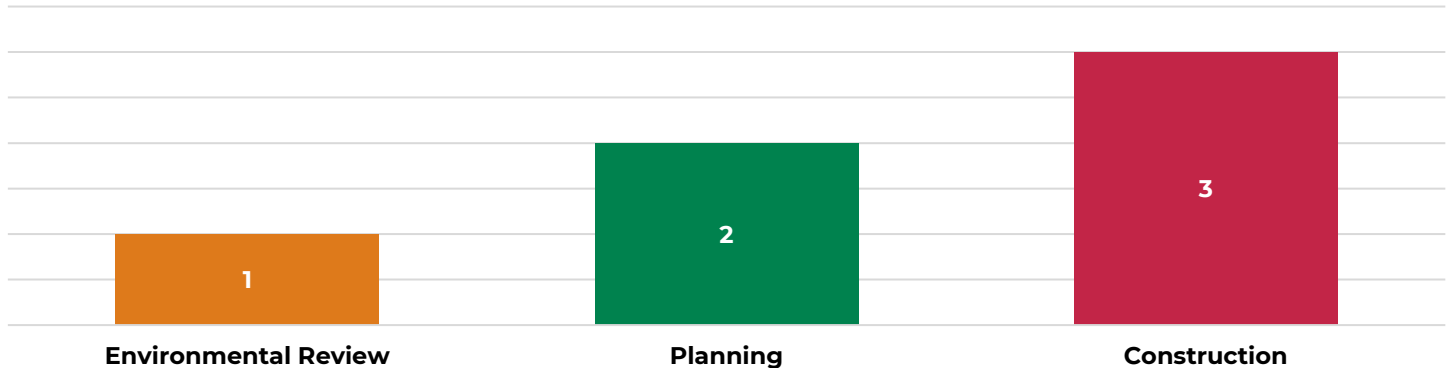 3
2
1
Environmental Review
Planning
Construction